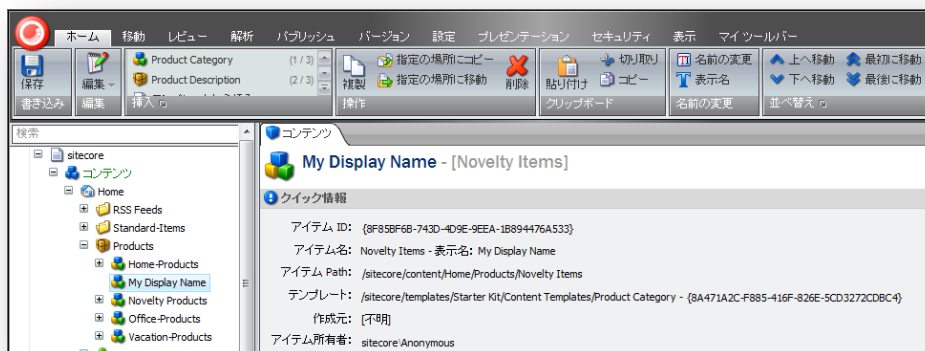 ホーム 移動 レビュー 解析 パブリッシュ バージョン 設定 プレゼンテーション セキュリティ 表示 マイ ツールバー
保存
書き込み
編集
編集
Product Category (1 / 3)
Product Description (2 / 3)
挿入
複製
指定の場所にコピー
指定の場所に移動
削除
操作
貼り付け
切り取り
コピー
クリップボード
名前の変更
表示名
名前の変更
上へ移動 最初に移動
下へ移動 最後に移動
並べ替え
検索
sitecore
コンテンツ
Home
RSS Feeds
Standard-Items
Products
Home-Products
My Display Name
Novelty Products
Office-Products
Vacation-Products
コンテンツ
My Display Name - [Novelty Items]
クイック情報
アイテム ID: {8F85BF6B-743D-4D9E-9EEA-1B894476A533}
アイテム名: Novelty Items - 表示名: My Display Name
アイテム Path: /sitecore/content/Home/Products/Novelty Items
テンプレート: /sitecore/templates/Starter Kit/Content Templates/Product Category - {8A471A2C-F885-416F-826E-5CD3272CDBC4}
作成元: [不明]
アイテム所有者: sitecore\Anonymous